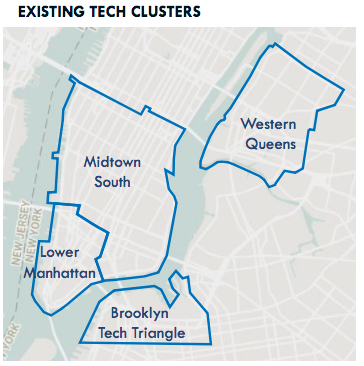 EXISTING TECH CLUSTERS
Western
Queens
Midtown
South
NEW JERSEY
NEW YORK
Lower
Manhattan
Brooklyn
Tech Triangle
YORK